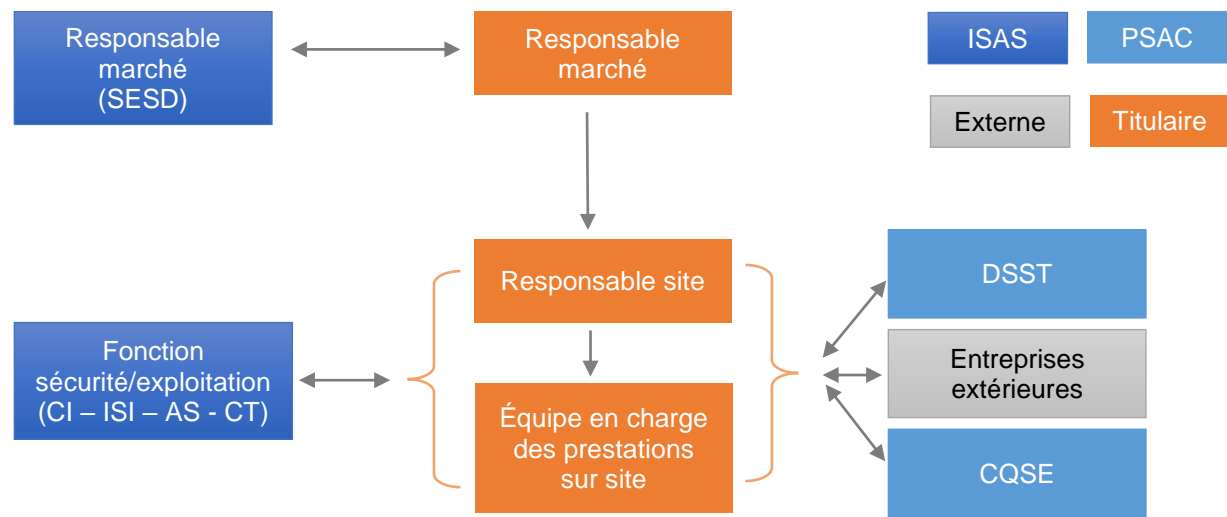 Responsable
marché
(SESD)
Responsable
marché
ISAS
PSAC
Externe
Titulaire
Responsable site
DSST
Fonction
sécurité/exploitation
(CI – ISI – AS - CT)
Entreprises
extérieures
Équipe en charge
des prestations
sur site
CQSE